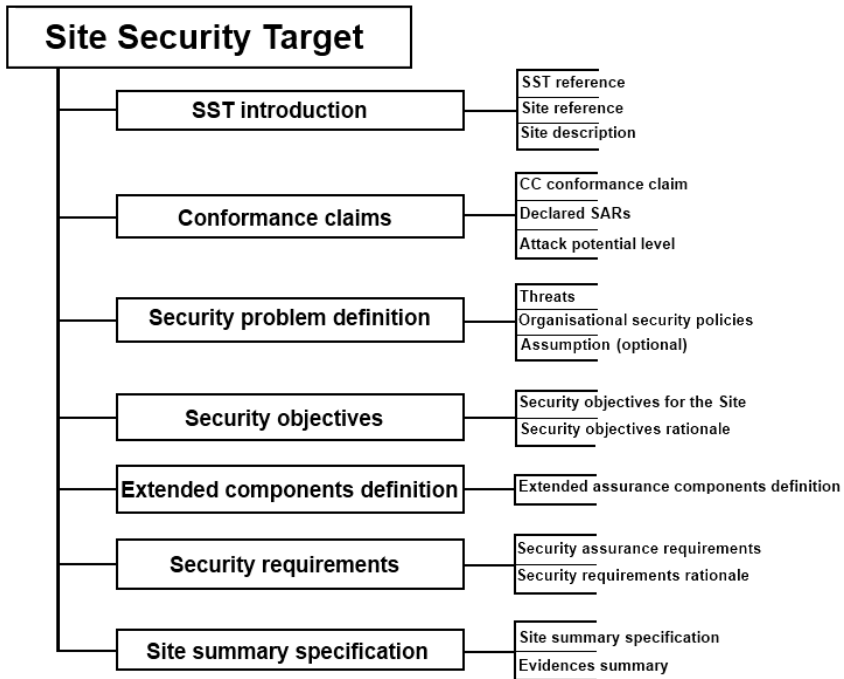 Site Security Target
SST introduction
SST reference
Site reference
Site description
Conformance claims
CC conformance claim
Declared SARs
Attack potential level
Security problem definition
Threats
Organisational security policies
Assumption (optional)
Security objectives
Security objectives for the Site
Security objectives rationale
Extended components definition
Extended assurance components definition
Security requirements
Security assurance requirements
Security requirements rationale
Site summary specification
Site summary specification
Evidences summary